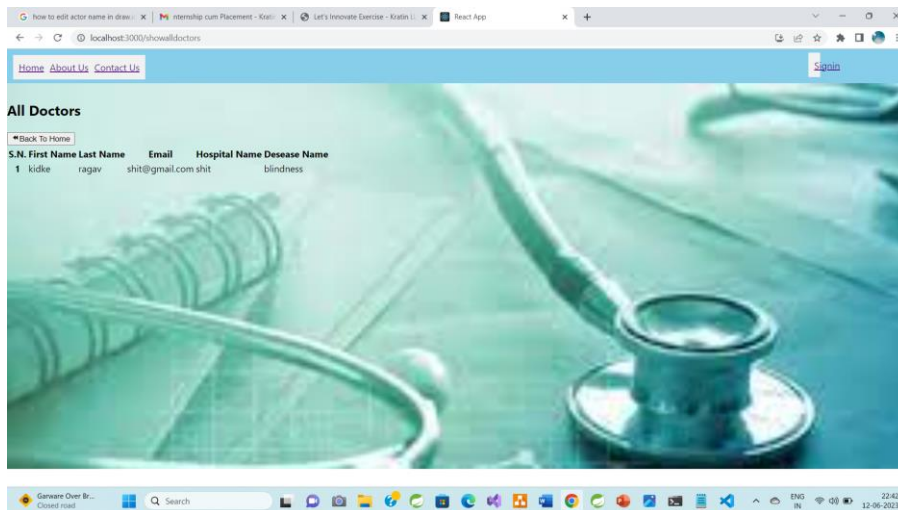 how to edit actor name in draw.i nternship cum Placement - Kratin Let's Innovate Exercise - Kratin L React App
localhost:3000/showalldoctors
Home About Us Contact Us Signin
All Doctors
Back To Home
S.N. First Name Last Name Email Hospital Name Desease Name
1 kidke ragav shit@gmail.com shit blindness
Garware Over Br... Search ENG 22:42
Closed road IN 12-06-2023